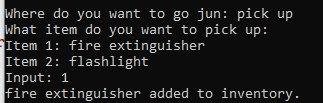 Where do you want to go jun: pick up
What item do you want to pick up:
Item 1: fire extinguisher
Item 2: flashlight
Input: 1
fire extinguisher added to inventory.